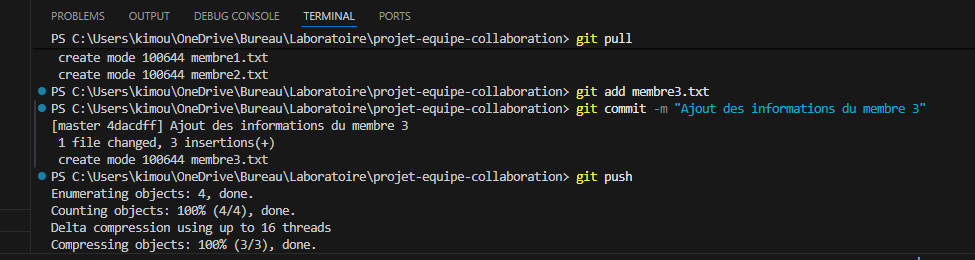 PROBLEMS OUTPUT DEBUG CONSOLE TERMINAL PORTS
PS C:\Users\kimou\OneDrive\Bureau\Laboratoire\projet-equipe-collaboration> git pull
 create mode 100644 membre1.txt
 create mode 100644 membre2.txt
PS C:\Users\kimou\OneDrive\Bureau\Laboratoire\projet-equipe-collaboration> git add membre3.txt
PS C:\Users\kimou\OneDrive\Bureau\Laboratoire\projet-equipe-collaboration> git commit -m "Ajout des informations du membre 3"
[master 4dacdff] Ajout des informations du membre 3
 1 file changed, 3 insertions(+)
 create mode 100644 membre3.txt
PS C:\Users\kimou\OneDrive\Bureau\Laboratoire\projet-equipe-collaboration> git push
Enumerating objects: 4, done.
Counting objects: 100% (4/4), done.
Delta compression using up to 16 threads
Compressing objects: 100% (3/3), done.